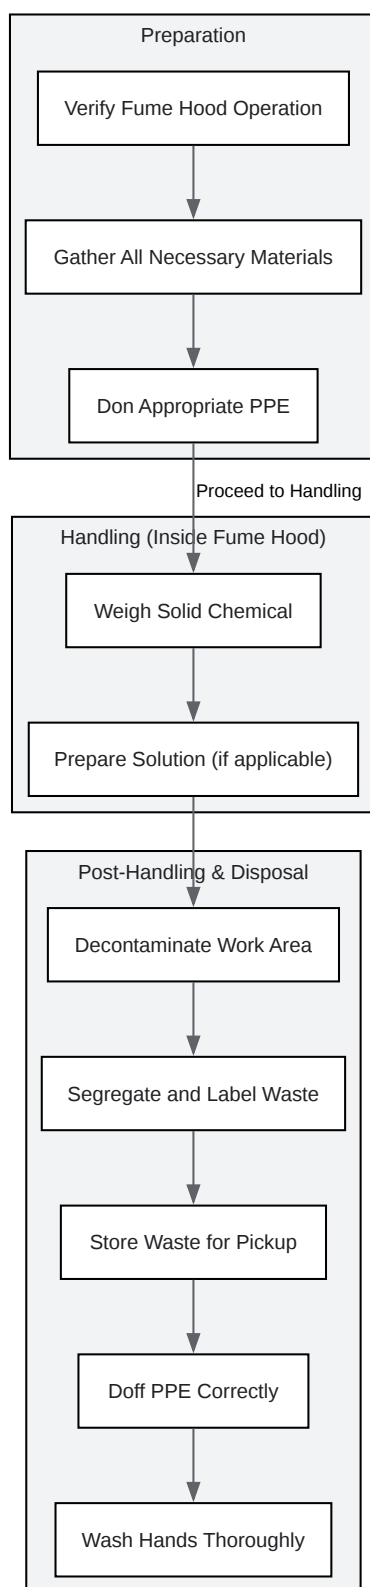 Preparation
Verify Fume Hood Operation
Gather All Necessary Materials
Don Appropriate PPE
Proceed to Handling
Handling (Inside Fume Hood)
Weigh Solid Chemical
Prepare Solution (if applicable)
Post-Handling & Disposal
Decontaminate Work Area
Segregate and Label Waste
Store Waste for Pickup
Doff PPE Correctly
Wash Hands Thoroughly